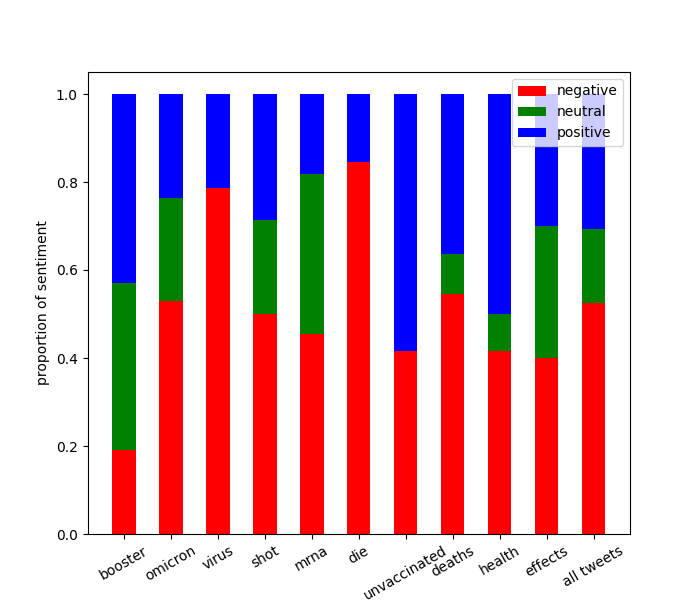 negative
neutral
positive
proportion of sentiment
1.0
0.8
0.6
0.4
0.2
0.0
booster
omicron
virus
shot
mrna
die
unvaccinated
deaths
health
effects
all tweets